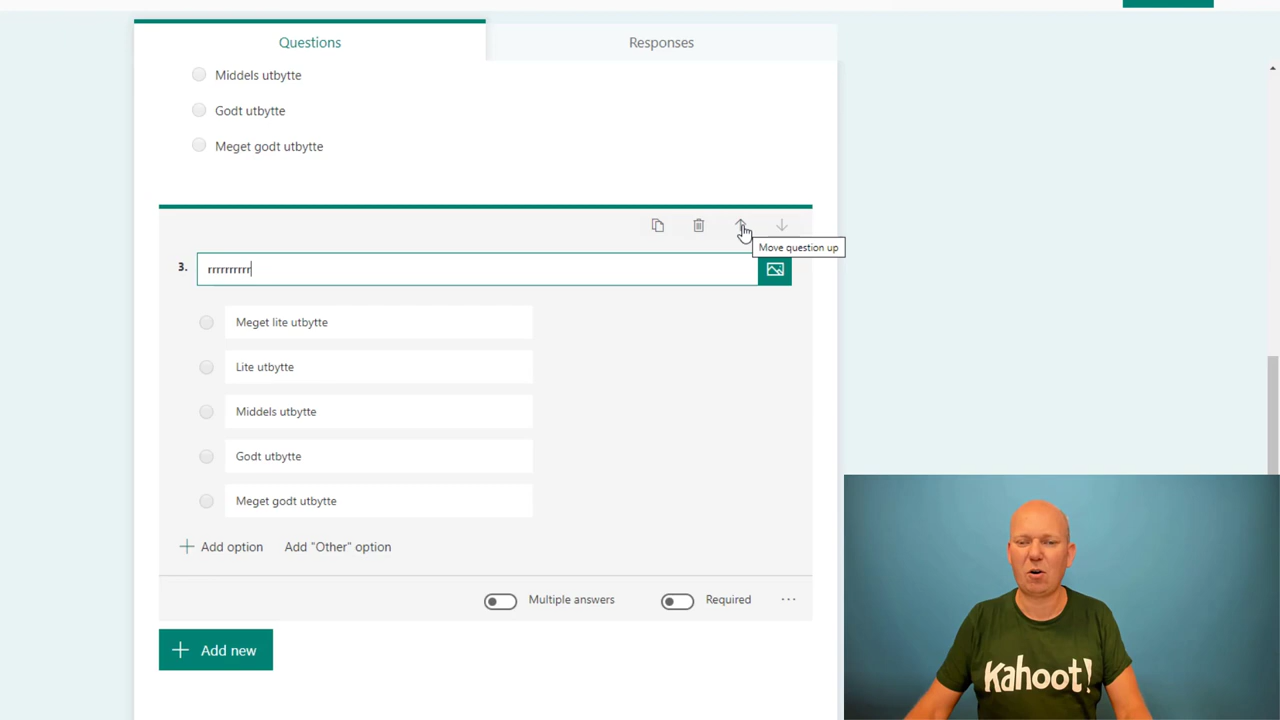 Questions
Responses
Middels utbytte
Godt utbytte
Meget godt utbytte
Move question up
3. rrrrrrrrrr
Meget lite utbytte
Lite utbytte
Middels utbytte
Godt utbytte
Meget godt utbytte
Add option Add "Other" option
Multiple answers Required
Add new
Kahoot!